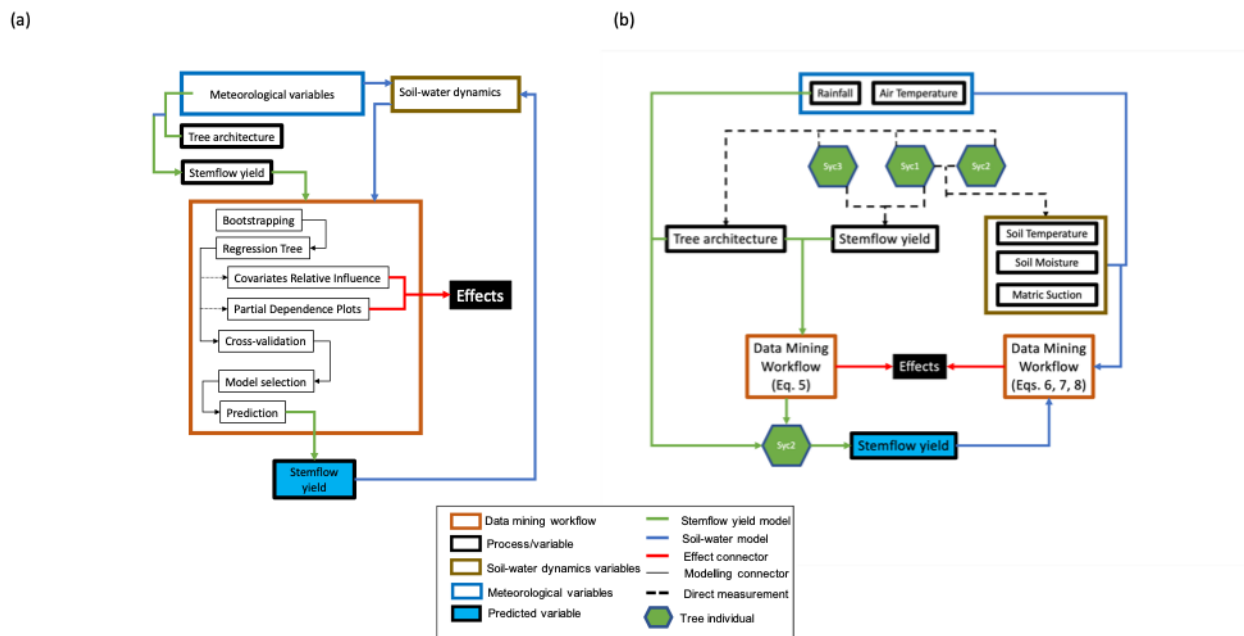 (a)
Meteorological variables
Soil-water dynamics
Tree architecture
Stemflow yield
Bootstrapping
Regression Tree
Covariates Relative Influence
Partial Dependence Plots
Effects
Cross-validation
Model selection
Prediction
Stemflow
yield
(b)
Rainfall
Air Temperature
Syc3
Syc1
Syc2
Tree architecture
Stemflow yield
Soil Temperature
Soil Moisture
Matric Suction
Data Mining
Workflow
(Eq. 5)
Effects
Data Mining
Workflow
(Eqs. 6, 7, 8)
Syc2
Stemflow yield
Data mining workflow
Process/variable
Soil-water dynamics variables
Meteorological variables
Predicted variable
Stemflow yield model
Soil-water model
Effect connector
Modelling connector
Direct measurement
Tree individual